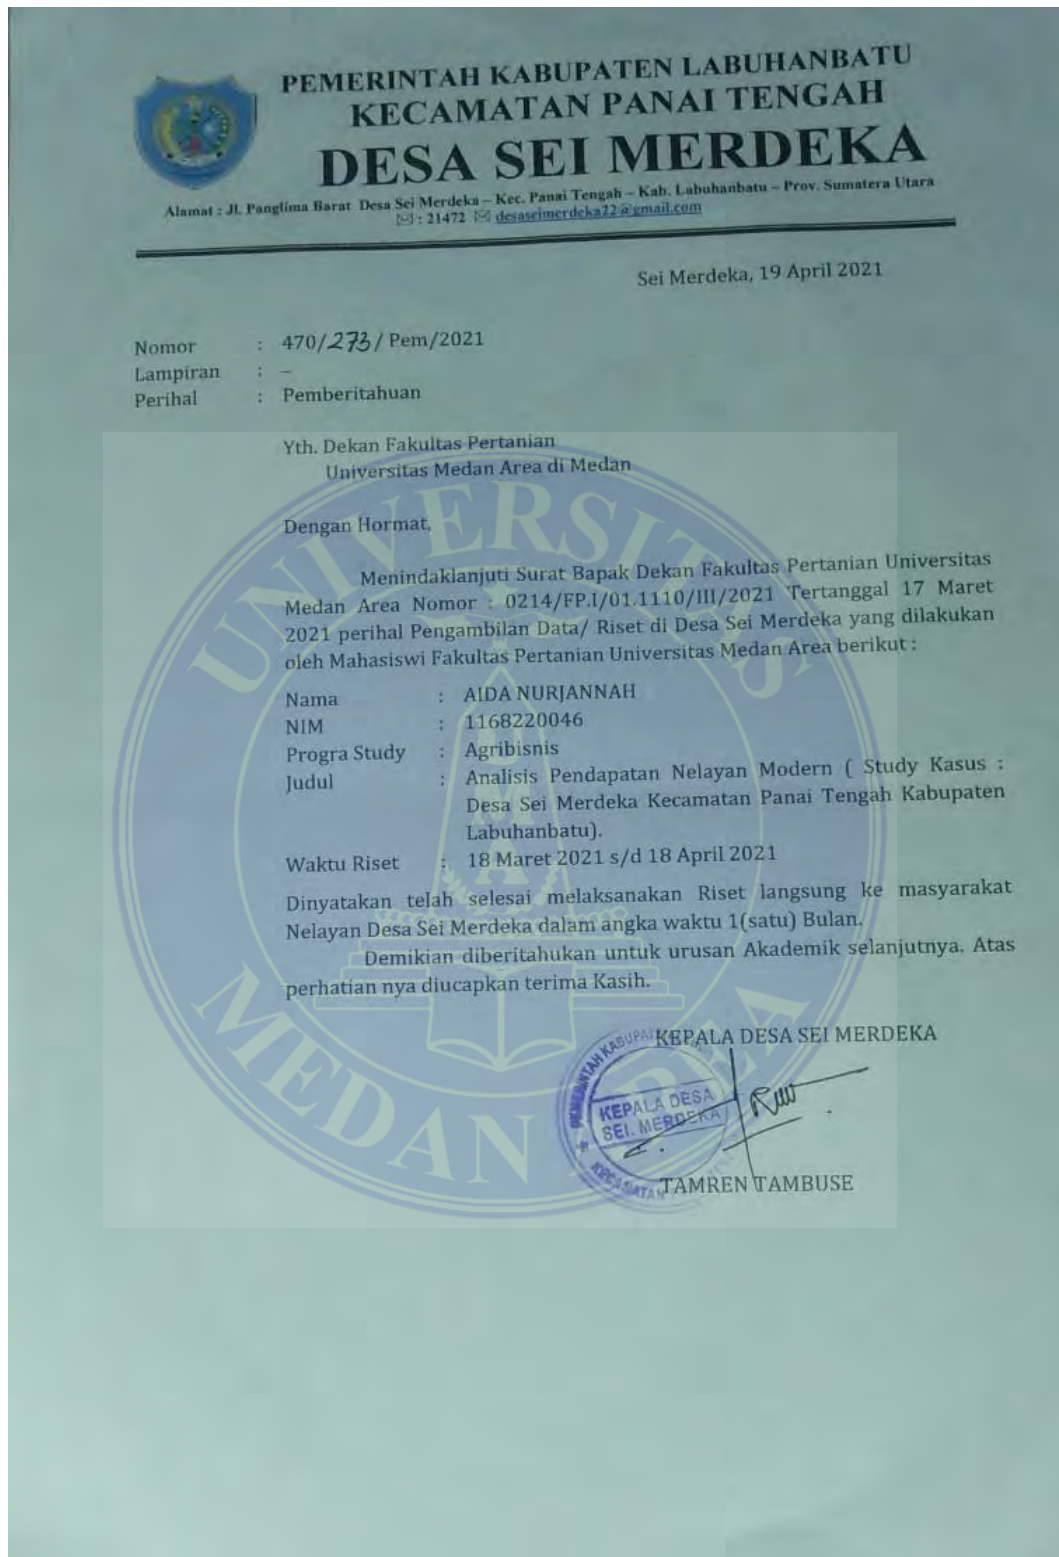 PEMERINTAH KABUPATEN LABUHANBATU
KECAMATAN PANAI TENGAH
DESA SEI MERDEKA
Alamat : Jl. Panglima Barat Desa Sei Merdeka – Kec. Panai Tengah – Kab. Labuhanbatu – Prov. Sumatera Utara
: 21472 desaseimerdeka22@gmail.com
Sei Merdeka, 19 April 2021
Nomor : 470/273/ Pem/2021
Lampiran : –
Perihal : Pemberitahuan
Yth. Dekan Fakultas Pertanian
Universitas Medan Area di Medan
Dengan Hormat,
Menindaklanjuti Surat Bapak Dekan Fakultas Pertanian Universitas
Medan Area Nomor : 0214/FP.I/01.1110/III/2021 Tertanggal 17 Maret
2021 perihal Pengambilan Data/ Riset di Desa Sei Merdeka yang dilakukan
oleh Mahasiswi Fakultas Pertanian Universitas Medan Area berikut :
Nama : AIDA NURJANNAH
NIM : 1168220046
Progra Study : Agribisnis
Judul : Analisis Pendapatan Nelayan Modern ( Study Kasus :
Desa Sei Merdeka Kecamatan Panai Tengah Kabupaten
Labuhanbatu).
Waktu Riset : 18 Maret 2021 s/d 18 April 2021
Dinyatakan telah selesai melaksanakan Riset langsung ke masyarakat
Nelayan Desa Sei Merdeka dalam angka waktu 1(satu) Bulan.
Demikian diberitahukan untuk urusan Akademik selanjutnya. Atas
perhatian nya diucapkan terima Kasih.
KEPALA DESA SEI MERDEKA
PEMERINTAH KABUPAT
KEPALA DESA
SEI. MERDEKA
KECAMATAN
TAMREN TAMBUSE
UNIVERSITAS
MEDAN AREA